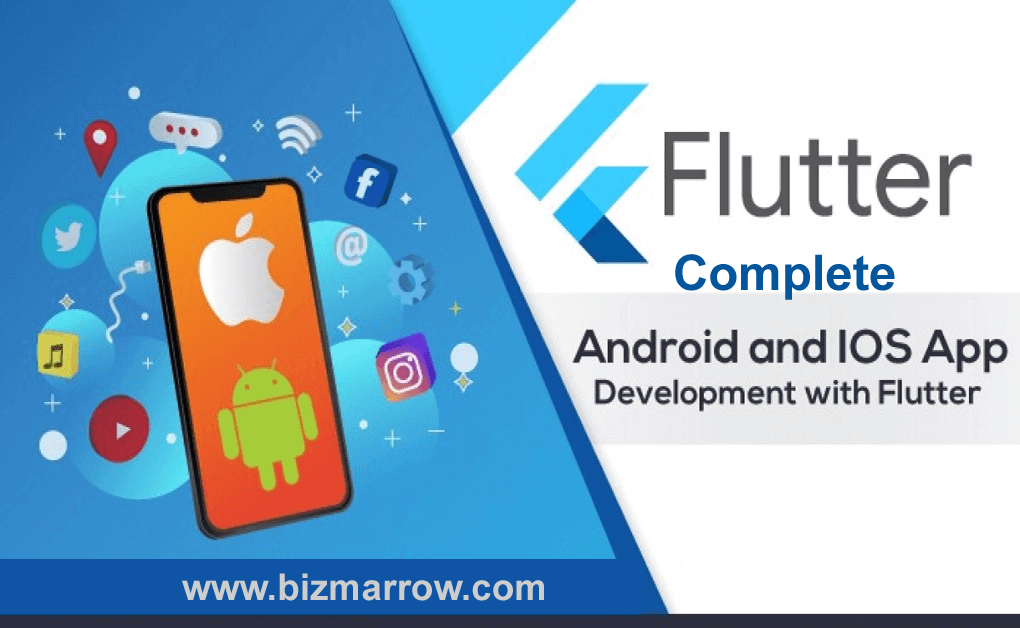 Flutter
Complete
Android and IOS App
Development with Flutter
@
f
www.bizmarrow.com